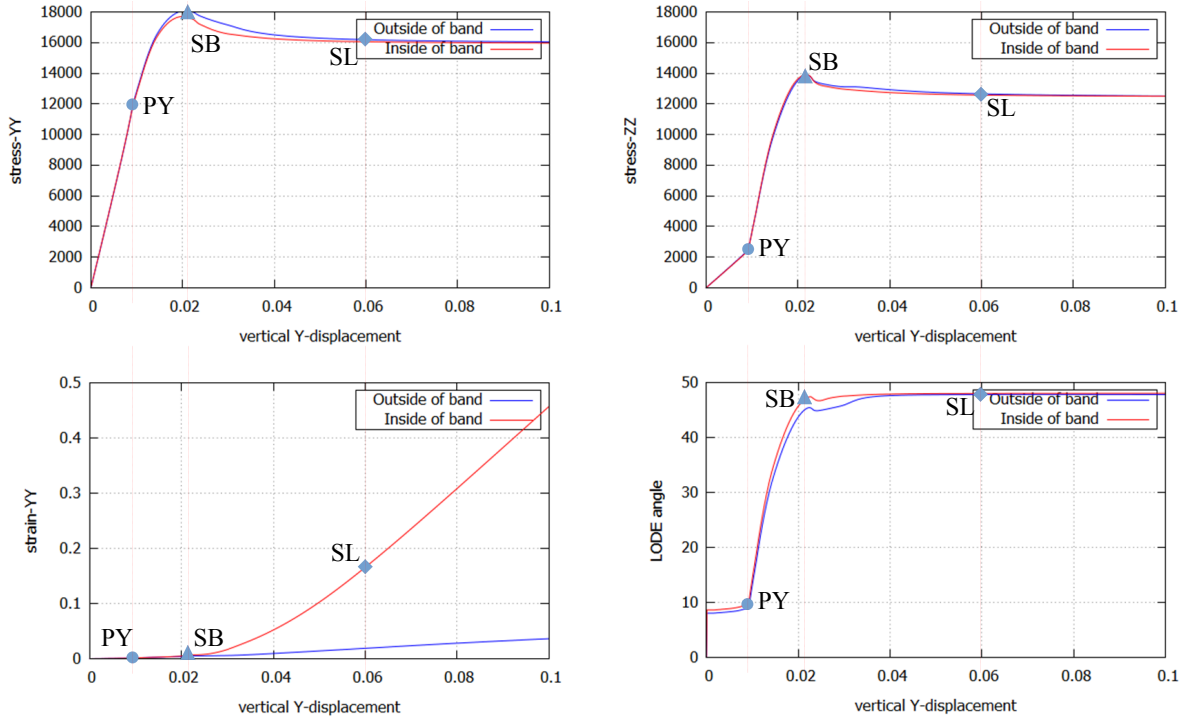 18000
16000
14000
12000
10000
8000
6000
4000
2000
0
stress-YY
Outside of band
Inside of band
PY
SB
SL
0 0.02 0.04 0.06 0.08 0.1
vertical Y-displacement
18000
16000
14000
12000
10000
8000
6000
4000
2000
0
stress-ZZ
Outside of band
Inside of band
SB
SL
PY
0 0.02 0.04 0.06 0.08 0.1
vertical Y-displacement
0.5
0.4
0.3
0.2
0.1
0
strain-YY
Outside of band
Inside of band
SL
PY
SB
0 0.02 0.04 0.06 0.08 0.1
vertical Y-displacement
50
40
30
20
10
0
LODE angle
Outside of band
Inside of band
SB
SL
PY
0 0.02 0.04 0.06 0.08 0.1
vertical Y-displacement